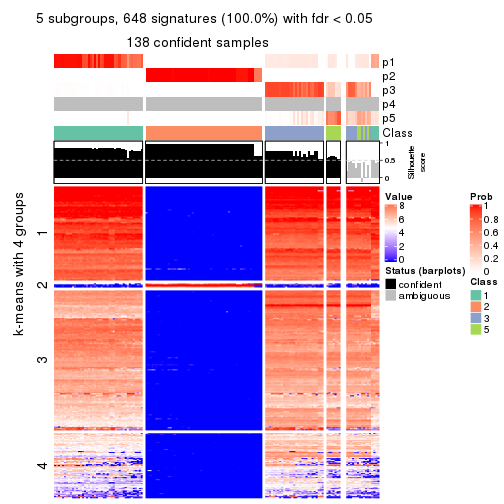 5 subgroups, 648 signatures (100.0%) with fdr < 0.05
138 confident samples
p1
p2
p3
p4
p5
Class
1
0.5
0
Silhouette
score
k-means with 4 groups
1
2
3
4
Value
8
6
4
2
0
Status (barplots)
confident
ambiguous
Prob
1
0.8
0.6
0.4
0.2
0
Class
1
2
3
5